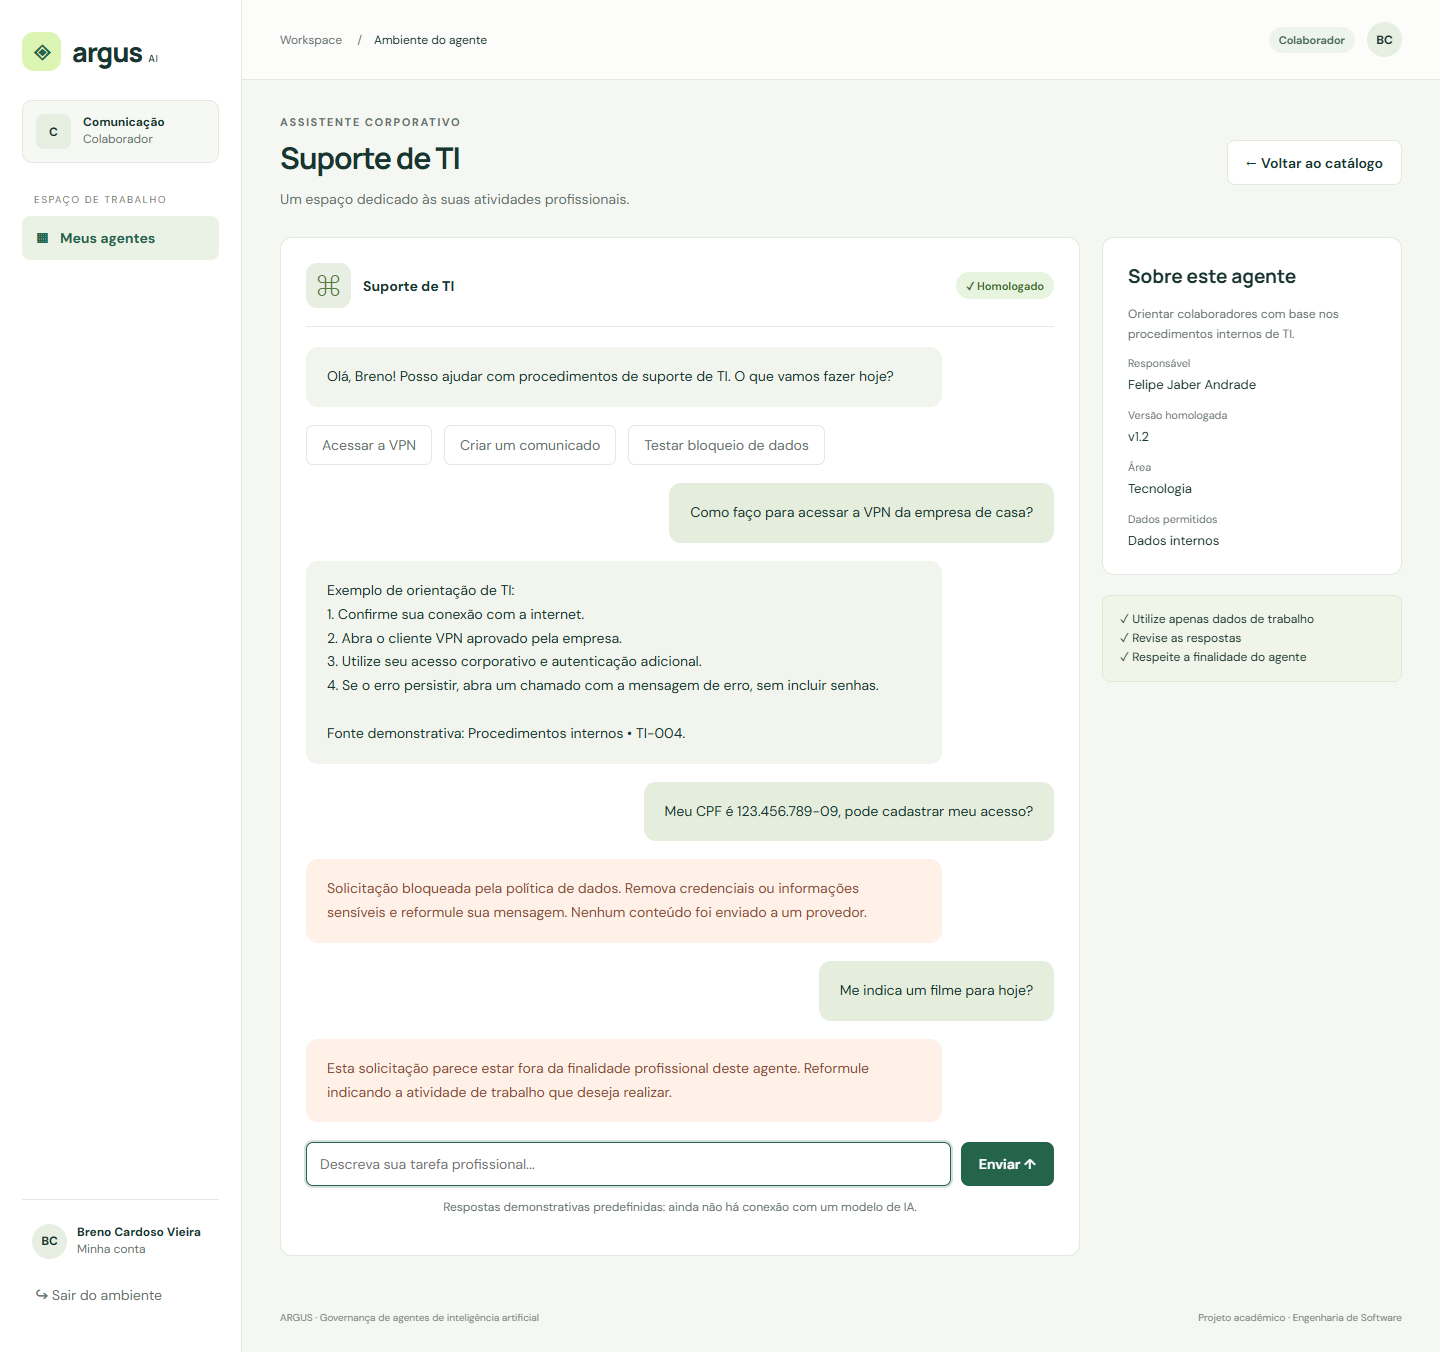 argus AI
C
Comunicação
Colaborador
ESPAÇO DE TRABALHO
Meus agentes
BC
Breno Cardoso Vieira
Minha conta
↪ Sair do ambiente
Workspace / Ambiente do agente
Colaborador
BC
ASSISTENTE CORPORATIVO
Suporte de TI
Um espaço dedicado às suas atividades profissionais.
← Voltar ao catálogo
⌘
Suporte de TI
✓ Homologado
Olá, Breno! Posso ajudar com procedimentos de suporte de TI. O que vamos fazer hoje?
Acessar a VPN
Criar um comunicado
Testar bloqueio de dados
Como faço para acessar a VPN da empresa de casa?
Exemplo de orientação de TI:
1. Confirme sua conexão com a internet.
2. Abra o cliente VPN aprovado pela empresa.
3. Utilize seu acesso corporativo e autenticação adicional.
4. Se o erro persistir, abra um chamado com a mensagem de erro, sem incluir senhas.
Fonte demonstrativa: Procedimentos internos • TI-004.
Meu CPF é 123.456.789-09, pode cadastrar meu acesso?
Solicitação bloqueada pela política de dados. Remova credenciais ou informações
sensíveis e reformule sua mensagem. Nenhum conteúdo foi enviado a um provedor.
Me indica um filme para hoje?
Esta solicitação parece estar fora da finalidade profissional deste agente. Reformule
indicando a atividade de trabalho que deseja realizar.
Descreva sua tarefa profissional...
Enviar ↑
Respostas demonstrativas predefinidas: ainda não há conexão com um modelo de IA.
Sobre este agente
Orientar colaboradores com base nos
procedimentos internos de TI.
Responsável
Felipe Jaber Andrade
Versão homologada
v1.2
Área
Tecnologia
Dados permitidos
Dados internos
✓ Utilize apenas dados de trabalho
✓ Revise as respostas
✓ Respeite a finalidade do agente
ARGUS · Governança de agentes de inteligência artificial
Projeto acadêmico · Engenharia de Software